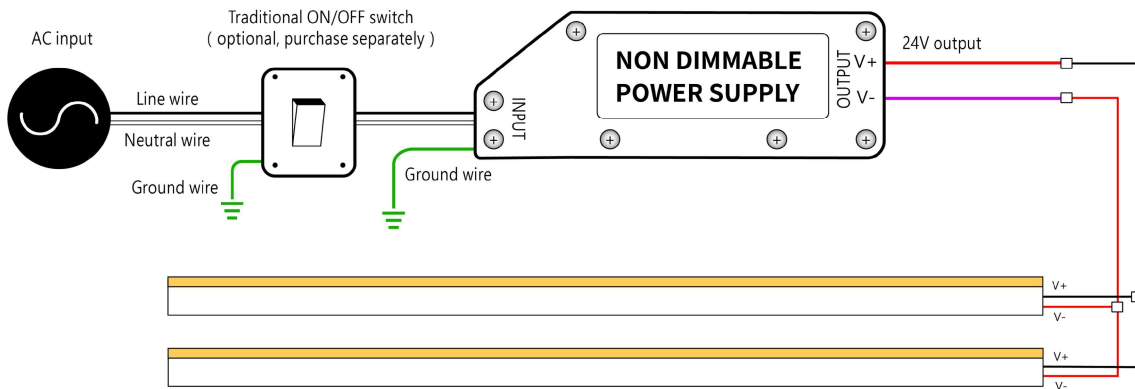 Traditional ON/OFF switch
( optional, purchase separately )
AC input
Line wire
Neutral wire
Ground wire
Ground wire
INPUT
NON DIMMABLE
POWER SUPPLY
OUTPUT
V+
V-
24V output
V+
V-
V+
V-